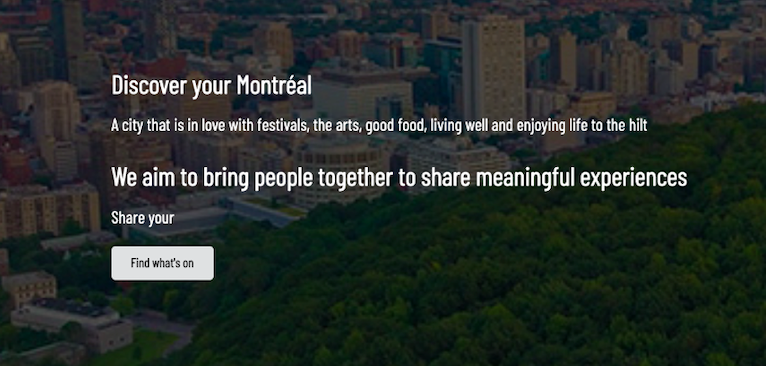 Discover your Montréal
A city that is in love with festivals, the arts, good food, living well and enjoying life to the hilt
We aim to bring people together to share meaningful experiences
Share your
Find what's on